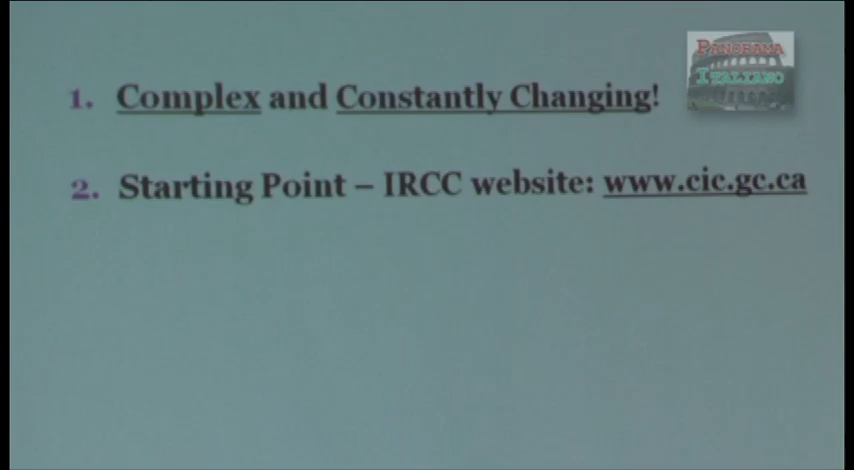 PANORAMA
ITALIANO
1. Complex and Constantly Changing!
2. Starting Point – IRCC website: www.cic.gc.ca